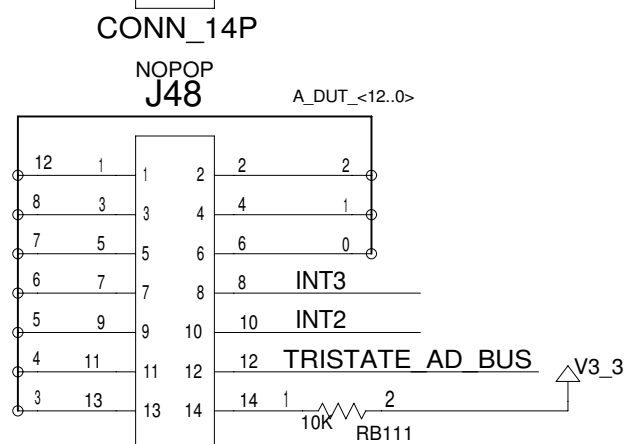 CONN_14P
NOPOP
J48 A_DUT_<12..0>
12 1 1 2 2 2
8 3 3 4 4 1
7 5 5 6 6 0
6 7 7 8 8 INT3
5 9 9 10 10 INT2
4 11 11 12 12 TRISTATE_AD_BUS V3_3
3 13 13 14 14 1 2
10K RB111